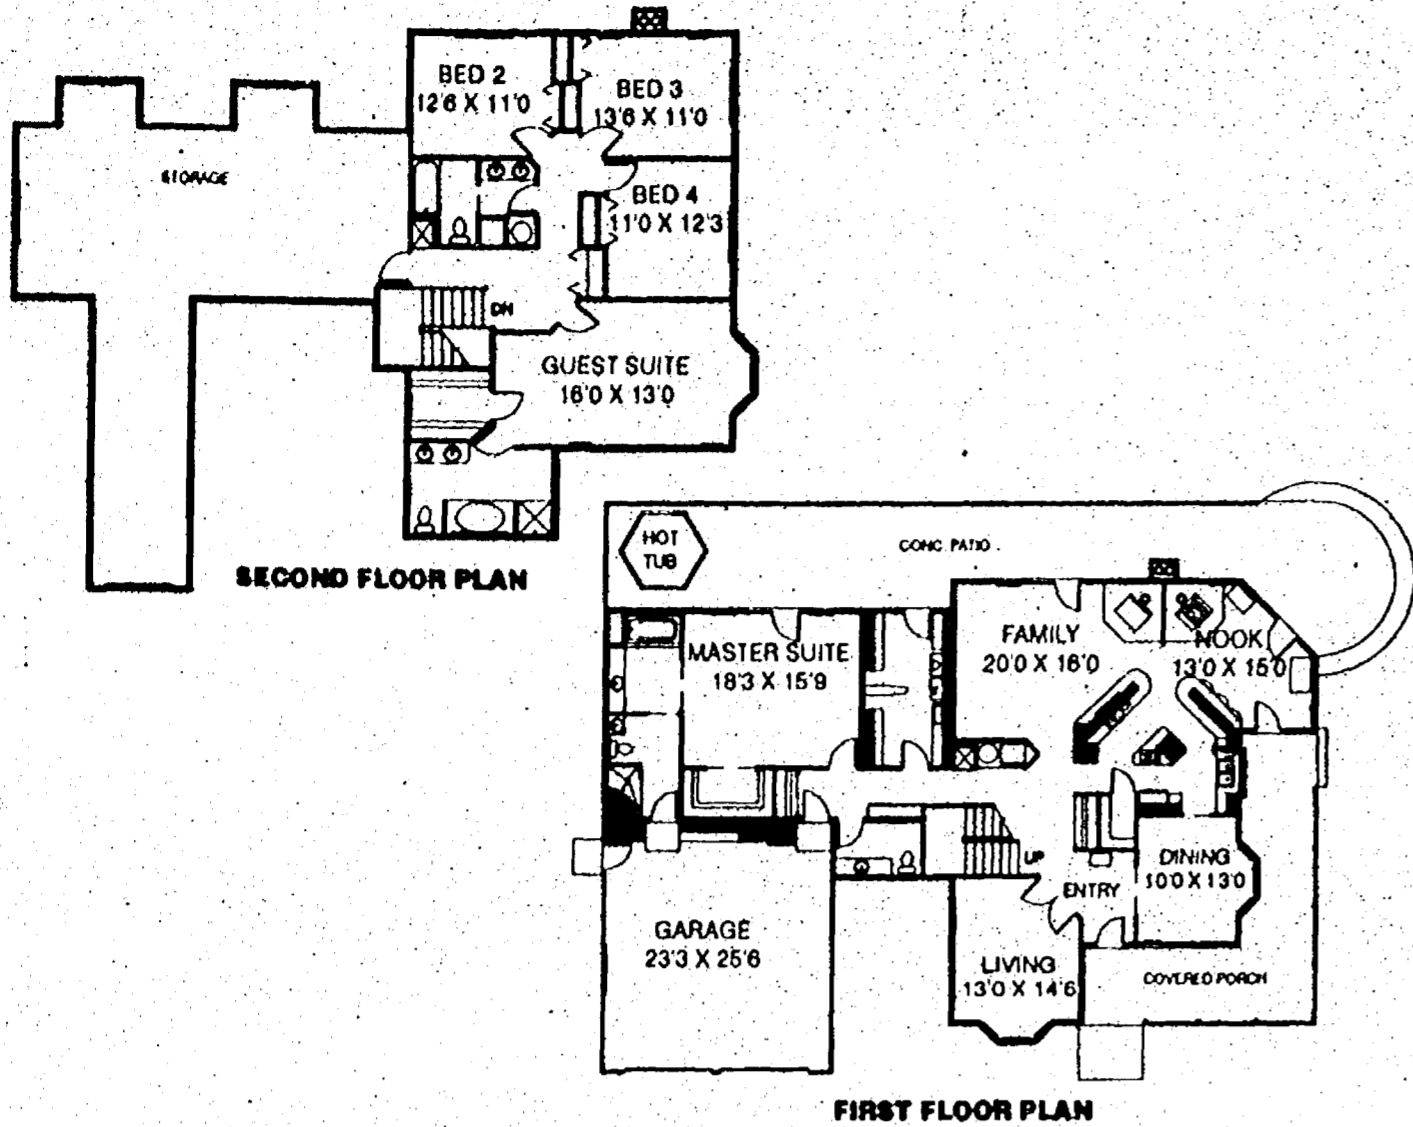 BED 2
12'6 X 11'0
BED 3
13'6 X 11'0
STORAGE
BED 4
11'0 X 12'3
DN
GUEST SUITE
16'0 X 13'0
SECOND FLOOR PLAN
HOT
TUB
CONC. PATIO
MASTER SUITE
18'3 X 15'9
FAMILY
20'0 X 16'0
NOOK
13'0 X 15'0
UP
ENTRY
DINING
10'0 X 13'0
GARAGE
23'3 X 25'6
LIVING
13'0 X 14'6
COVERED PORCH
FIRST FLOOR PLAN